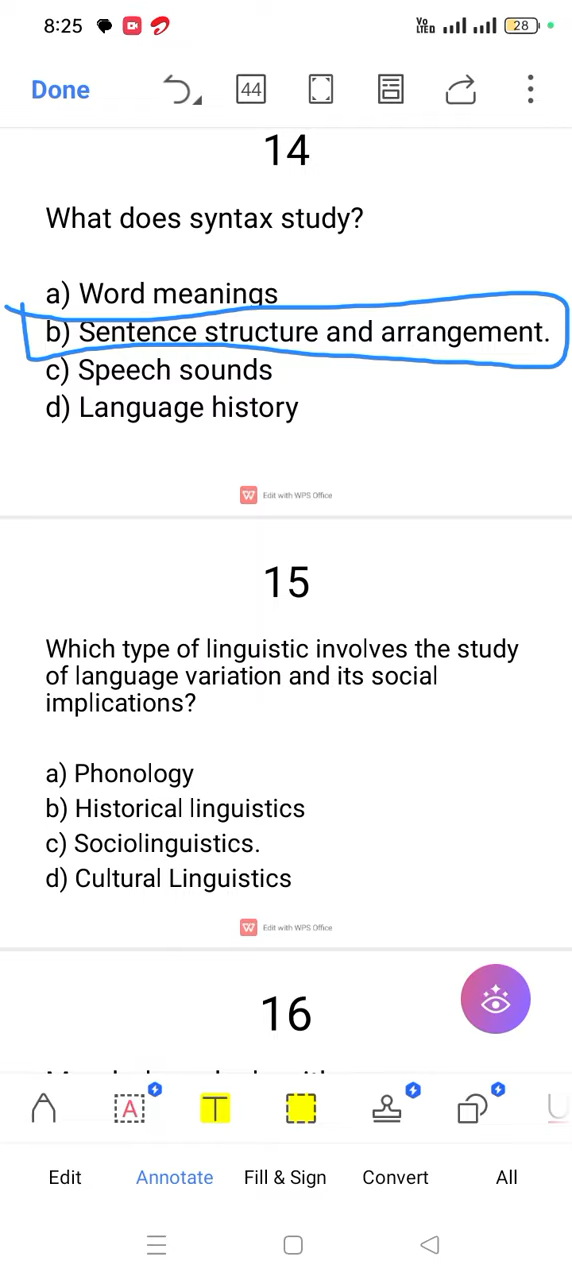 8:25
Vo
LTED
28
Done
44
14
What does syntax study?
a) Word meanings
b) Sentence structure and arrangement.
c) Speech sounds
d) Language history
W Edit with WPS Office
15
Which type of linguistic involves the study
of language variation and its social
implications?
a) Phonology
b) Historical linguistics
c) Sociolinguistics.
d) Cultural Linguistics
W Edit with WPS Office
16
A T U
Edit Annotate Fill & Sign Convert All